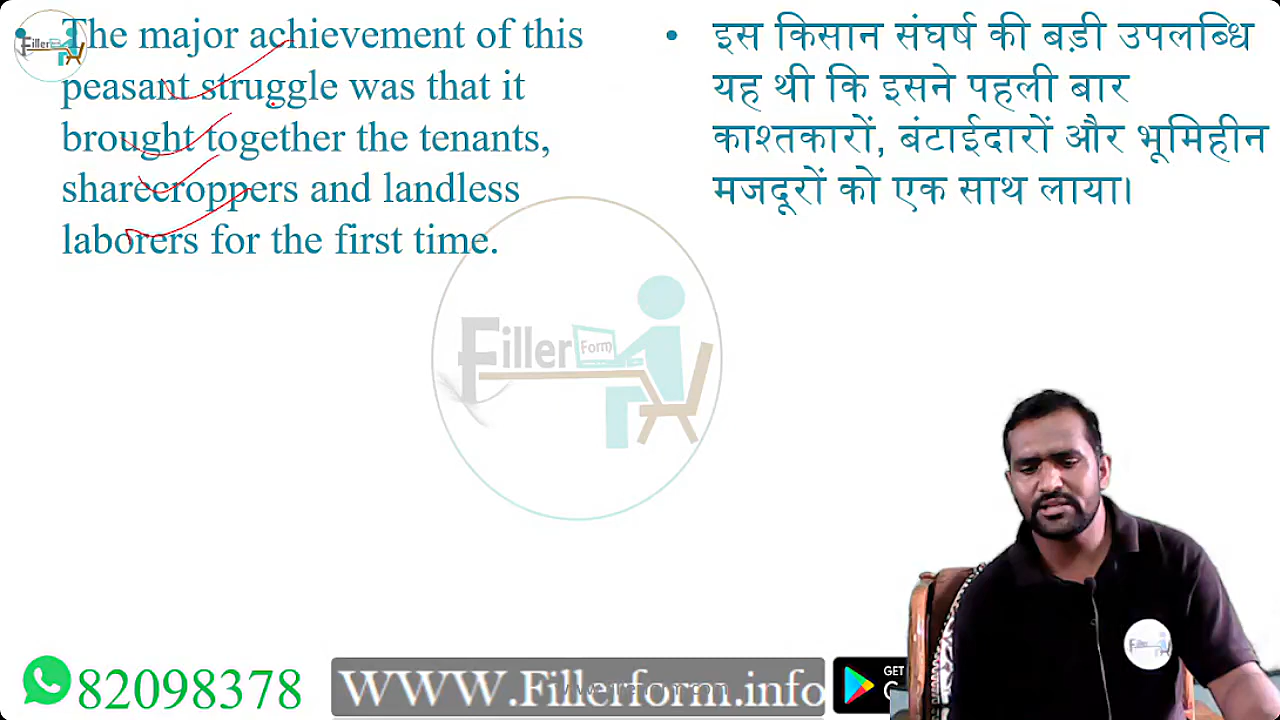 • The major achievement of this
peasant struggle was that it
brought together the tenants,
sharecroppers and landless
laborers for the first time.
• इस किसान संघर्ष की बड़ी उपलब्धि
यह थी कि इसने पहली बार
काश्तकारों, बंटाईदारों और भूमिहीन
मजदूरों को एक साथ लाया।
Filler Form
82098378
WWW.Fillerform.info
GET